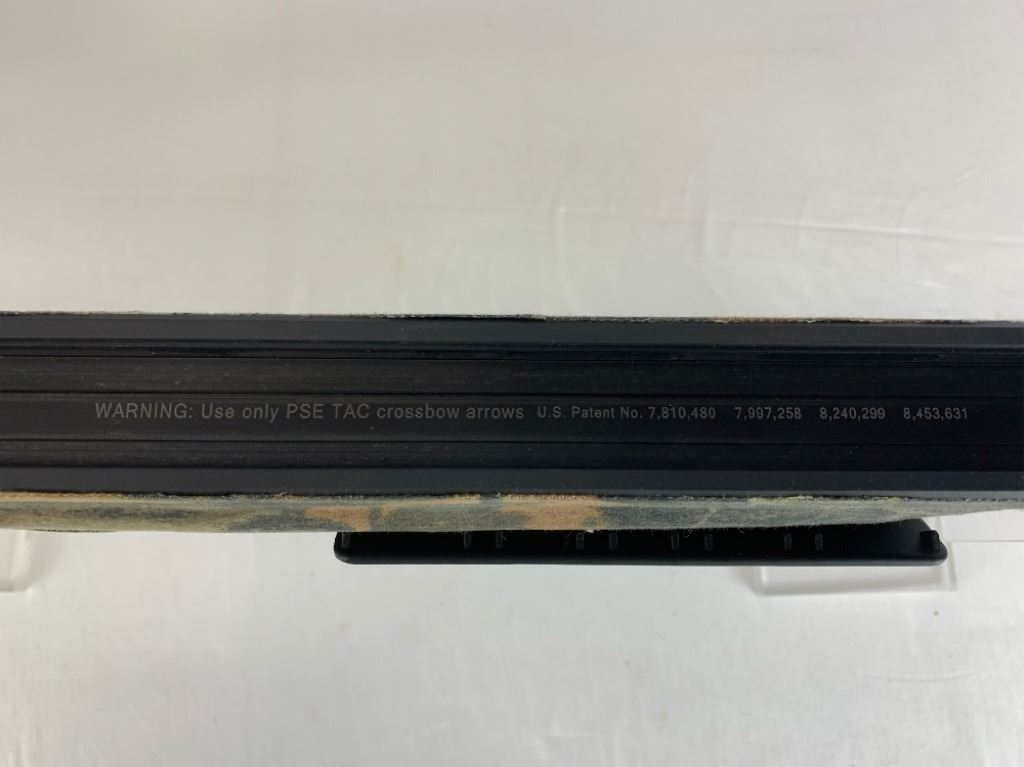 WARNING: Use only PSE TAC crossbow arrows U.S. Patent No. 7,810,480 7,997,258 8,240,299 8,453,631